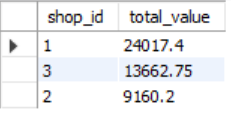 shop_id total_value
1 24017.4
3 13662.75
2 9160.2